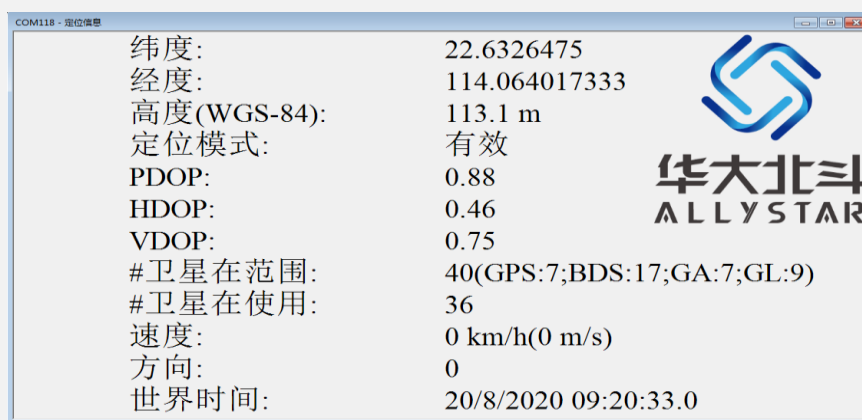 COM118 - 定位信息
纬度: 22.6326475
经度: 114.064017333
高度(WGS-84): 113.1 m
定位模式: 有效
PDOP: 0.88
HDOP: 0.46
VDOP: 0.75
#卫星在范围: 40(GPS:7;BDS:17;GA:7;GL:9)
#卫星在使用: 36
速度: 0 km/h(0 m/s)
方向: 0
世界时间: 20/8/2020 09:20:33.0
华大北斗
ALLYSTAR